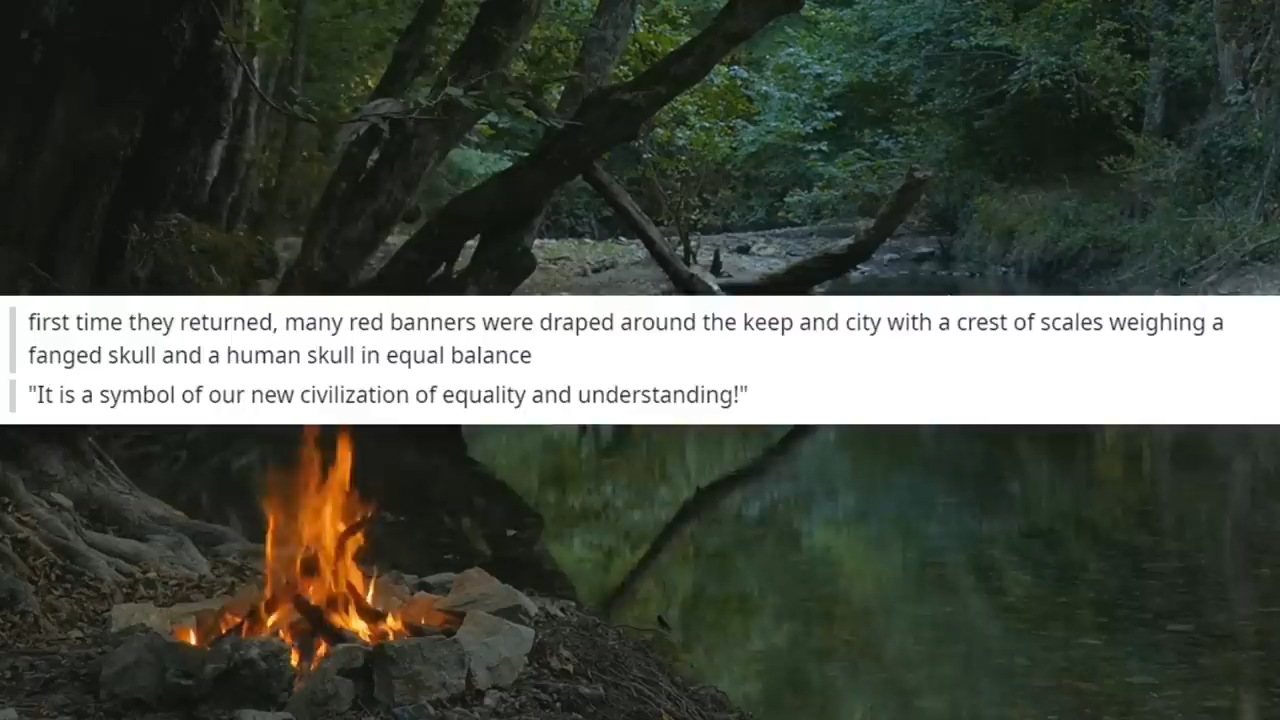 first time they returned, many red banners were draped around the keep and city with a crest of scales weighing a
fanged skull and a human skull in equal balance
"It is a symbol of our new civilization of equality and understanding!"